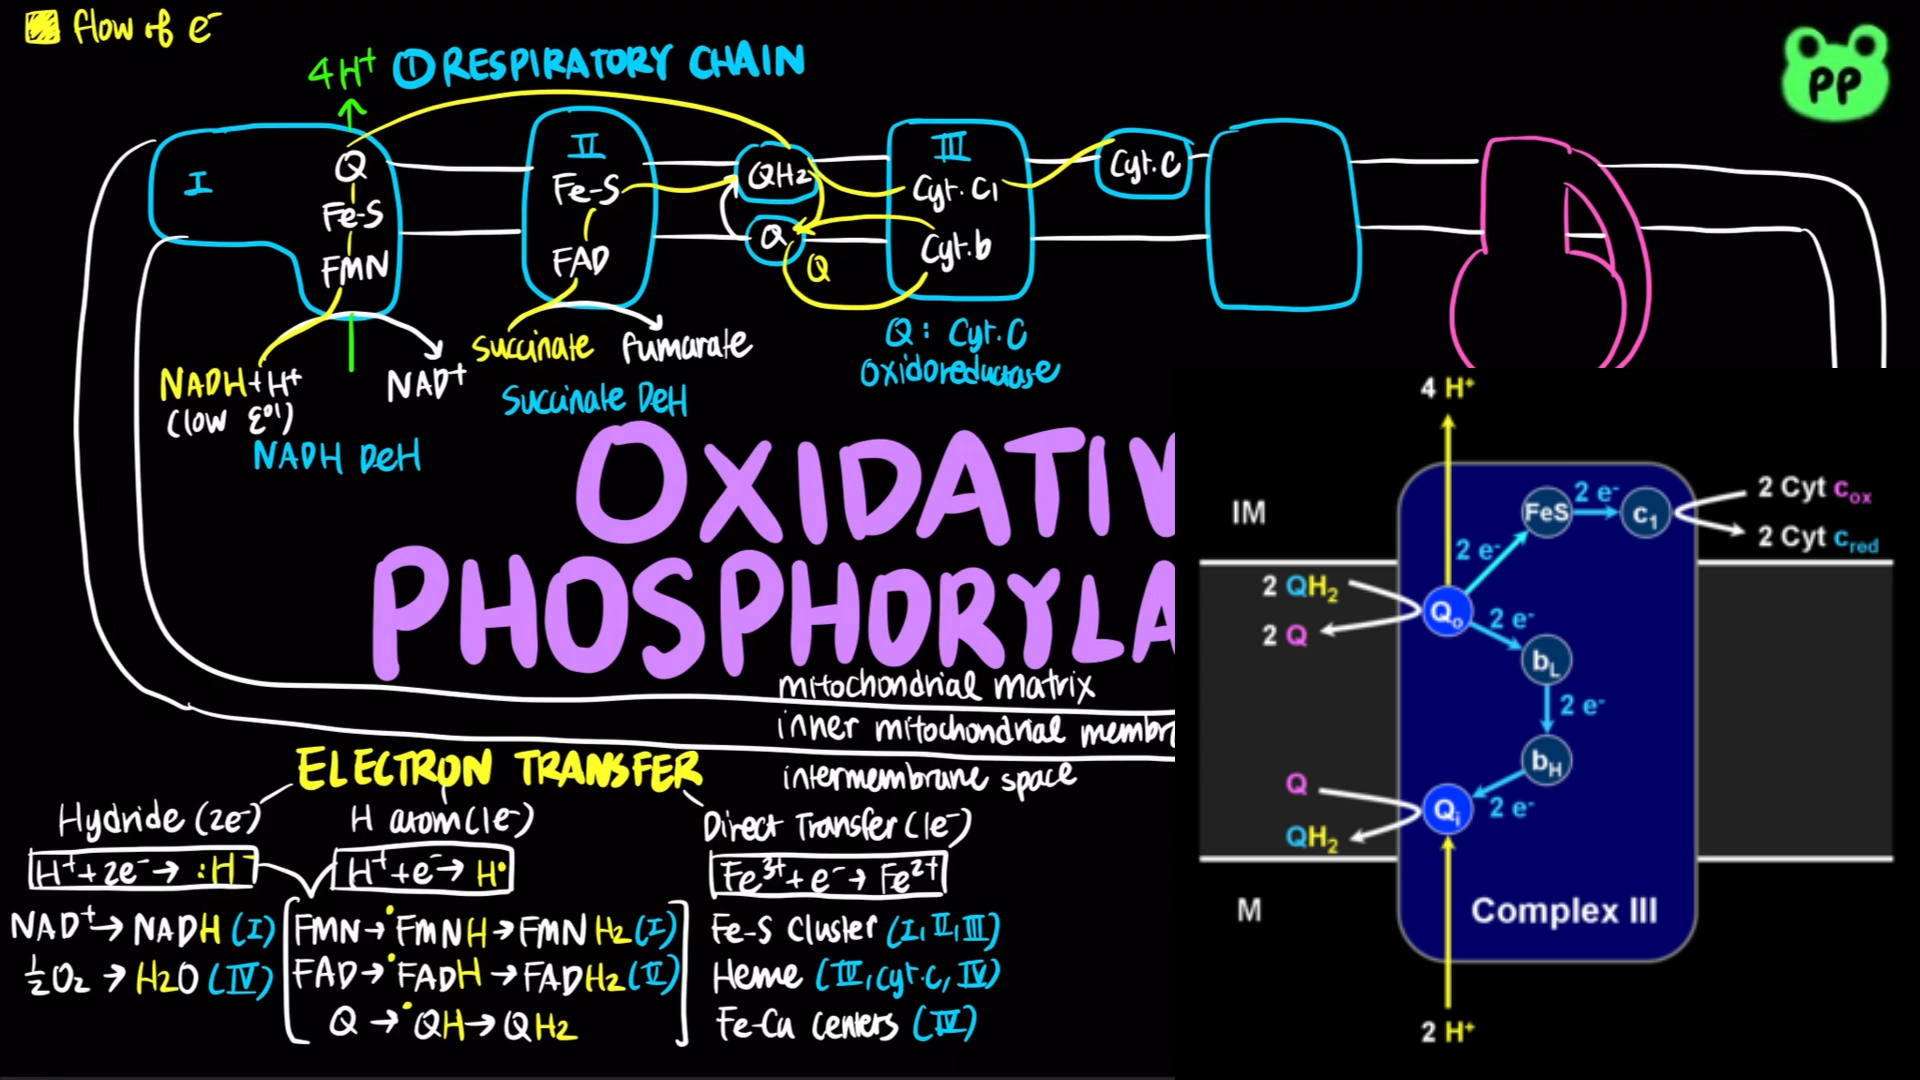 flow of e⁻
4H⁺
① RESPIRATORY CHAIN
PP
I
Q
Fe-S
FMN
II
Fe-S
FAD
QH₂
Q
Q
III
Cyt. C₁
Cyt. b
Cyt. C
NADH+H⁺
(low ε°')
NAD⁺
NADH DeH
succinate
fumarate
Succinate DeH
Q: Cyt. C
oxidoreductase
OXIDATIV
PHOSPHORYLA
mitochondrial matrix
inner mitochondrial membr
intermembrane space
ELECTRON TRANSFER
Hydride (2e⁻)
H⁺+2e⁻→ :H⁻
NAD⁺→ NADH (I)
½O₂ → H₂O (IV)
H atom (1e⁻)
H⁺+e⁻→ H•
FMN→ •FMNH→ FMNH₂ (I)
FAD→ •FADH →FADH₂ (II)
Q → •QH→ QH₂
Direct Transfer (1e⁻)
Fe³⁺+e⁻→ Fe²⁺
Fe-S cluster (I, II, III)
Heme (III, cyt.c, IV)
Fe-Cu centers (IV)
4 H⁺
IM
FeS
2 e⁻
c₁
2 Cyt cox
2 Cyt cred
2 e⁻
2 QH₂
2 Q
Qo
2 e⁻
bL
2 e⁻
bH
Q
QH₂
Qi
2 e⁻
M
Complex III
2 H⁺